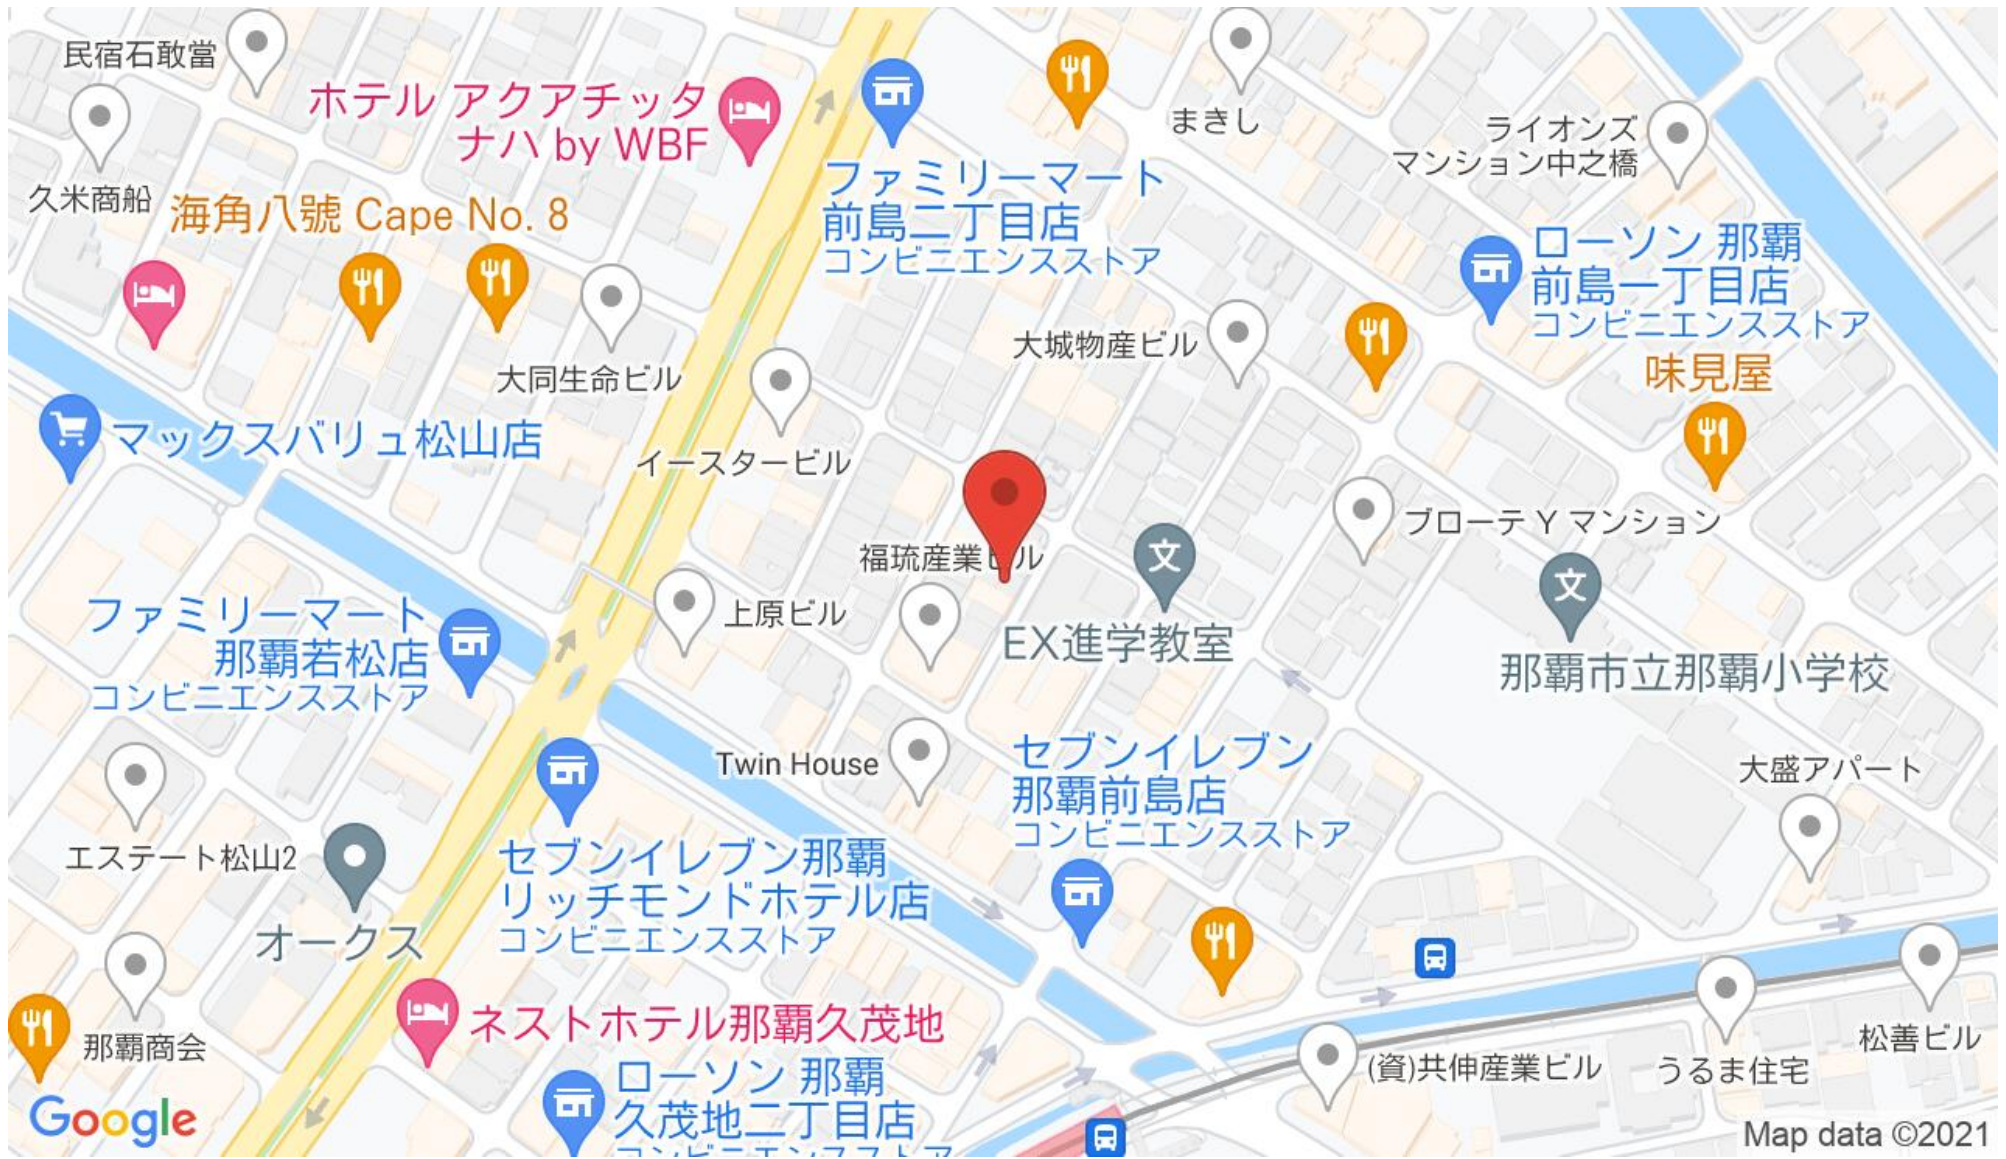 民宿石敢當
久米商船
ホテル アクアチッタ
ナハ by WBF
海角八號 Cape No. 8
ファミリーマート
前島二丁目店
コンビニエンスストア
まきし
ライオンズ
マンション中之橋
ローソン 那覇
前島一丁目店
コンビニエンスストア
大城物産ビル
味見屋
大同生命ビル
マックスバリュ松山店
イースタービル
ブローテ Y マンション
福琉産業ビル
上原ビル
EX進学教室
那覇市立那覇小学校
ファミリーマート
那覇若松店
コンビニエンスストア
Twin House
セブンイレブン
那覇前島店
コンビニエンスストア
大盛アパート
エステート松山2
セブンイレブン那覇
リッチモンドホテル店
コンビニエンスストア
オークス
ネストホテル那覇久茂地
那覇商会
松善ビル
(資)共伸産業ビル
うるま住宅
ローソン 那覇
久茂地二丁目店
コンビニエンスストア
Google
Map data ©2021